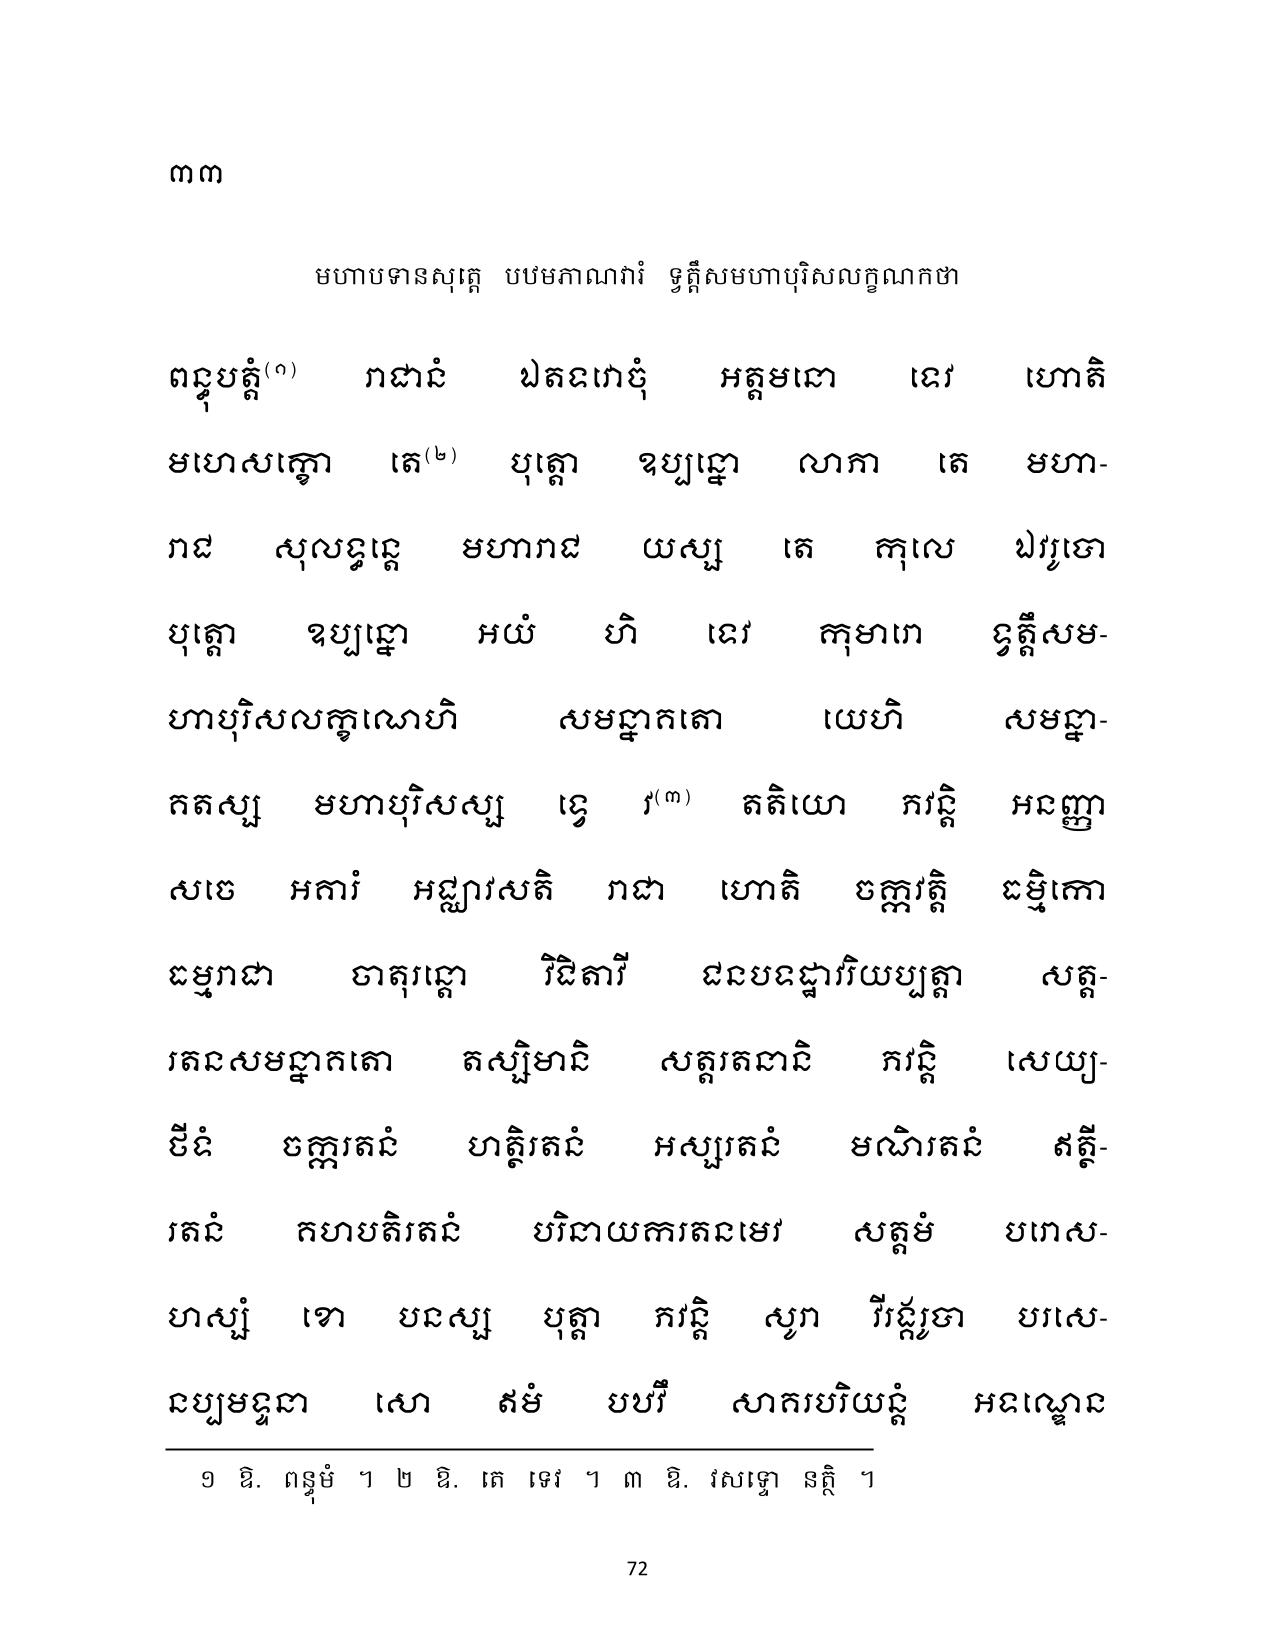 ៣៣
មហាបទានសុត្តេ បឋមភាណវារំ ទ្វត្តឹសមហាបុរិសលក្ខណកថា
ពន្ធុបត្តំ(១) រាជានំ ឯតទវោចុំ អត្តមនោ ទេវ ហោតិ
មហេសក្ខោ តេ(២) បុត្តោ ឧប្បន្នោ លាភា តេ មហា-
រាជ សុលទ្ធន្តេ មហារាជ យស្ស តេ កុលេ ឯវរូបោ
បុត្តោ ឧប្បន្នោ អយំ ហិ ទេវ កុមារោ ទ្វត្តឹសម-
ហាបុរិសលក្ខណេហិ សមន្នាគតោ យេហិ សមន្នា-
គតស្ស មហាបុរិសស្ស ទ្វេ វ(៣) តតិយោ ភវន្តិ អនញ្ញា
សចេ អគារំ អជ្ឈាវសតិ រាជា ហោតិ ចក្កវត្តិ ធម្មិកោ
ធម្មរាជា ចាតុរន្តោ វិជិតាវី ជនបទដ្ឋាវរិយប្បត្តា សត្ត-
រតនសមន្នាគតោ តស្សិមានិ សត្តរតនានិ ភវន្តិ សេយ្យ-
ថីទំ ចក្ករតនំ ហត្ថិរតនំ អស្សរតនំ មណិរតនំ ឥត្ថី-
រតនំ គហបតិរតនំ បរិនាយករតនមេវ សត្តមំ បរោស-
ហស្សំ ខោ បនស្ស បុត្តា ភវន្តិ សូរា វីរង្គរូបា បរសេ-
នប្បមទ្ទនា សោ ឥមំ បឋវឹ សាគរបរិយន្តំ អទណ្ឌេន
១ ឱ. ពន្ធុមំ ។ ២ ឱ. តេ ទេវ ។ ៣ ឱ. វសទ្ទោ នត្ថិ ។
72